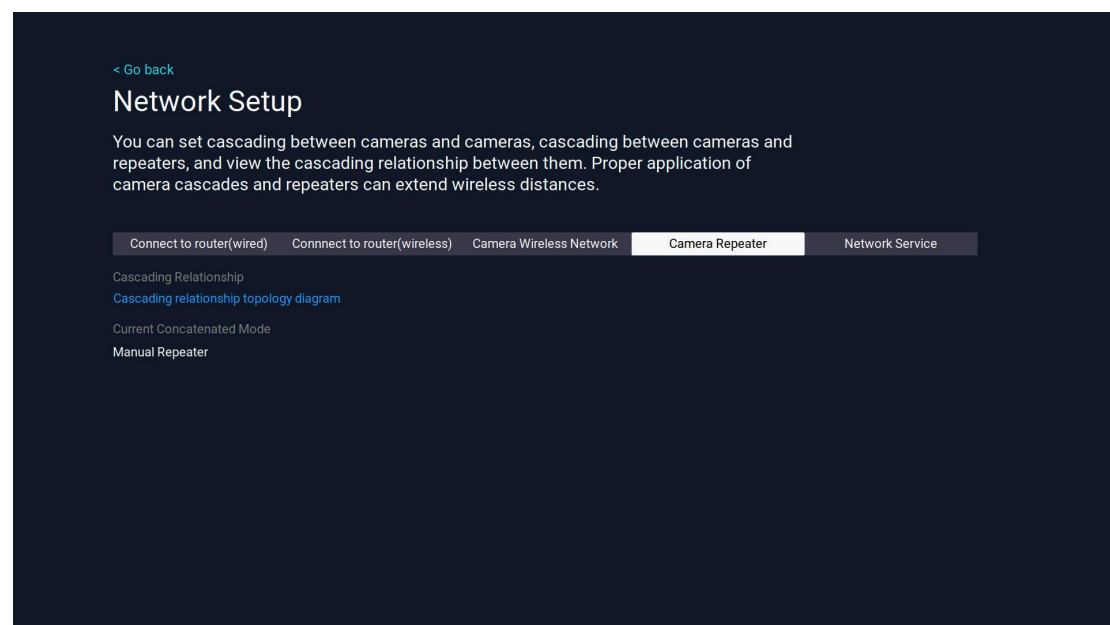 < Go back
Network Setup
You can set cascading between cameras and cameras, cascading between cameras and
repeaters, and view the cascading relationship between them. Proper application of
camera cascades and repeaters can extend wireless distances.
Connect to router(wired) Connnect to router(wireless) Camera Wireless Network Camera Repeater Network Service
Cascading Relationship
Cascading relationship topology diagram
Current Concatenated Mode
Manual Repeater